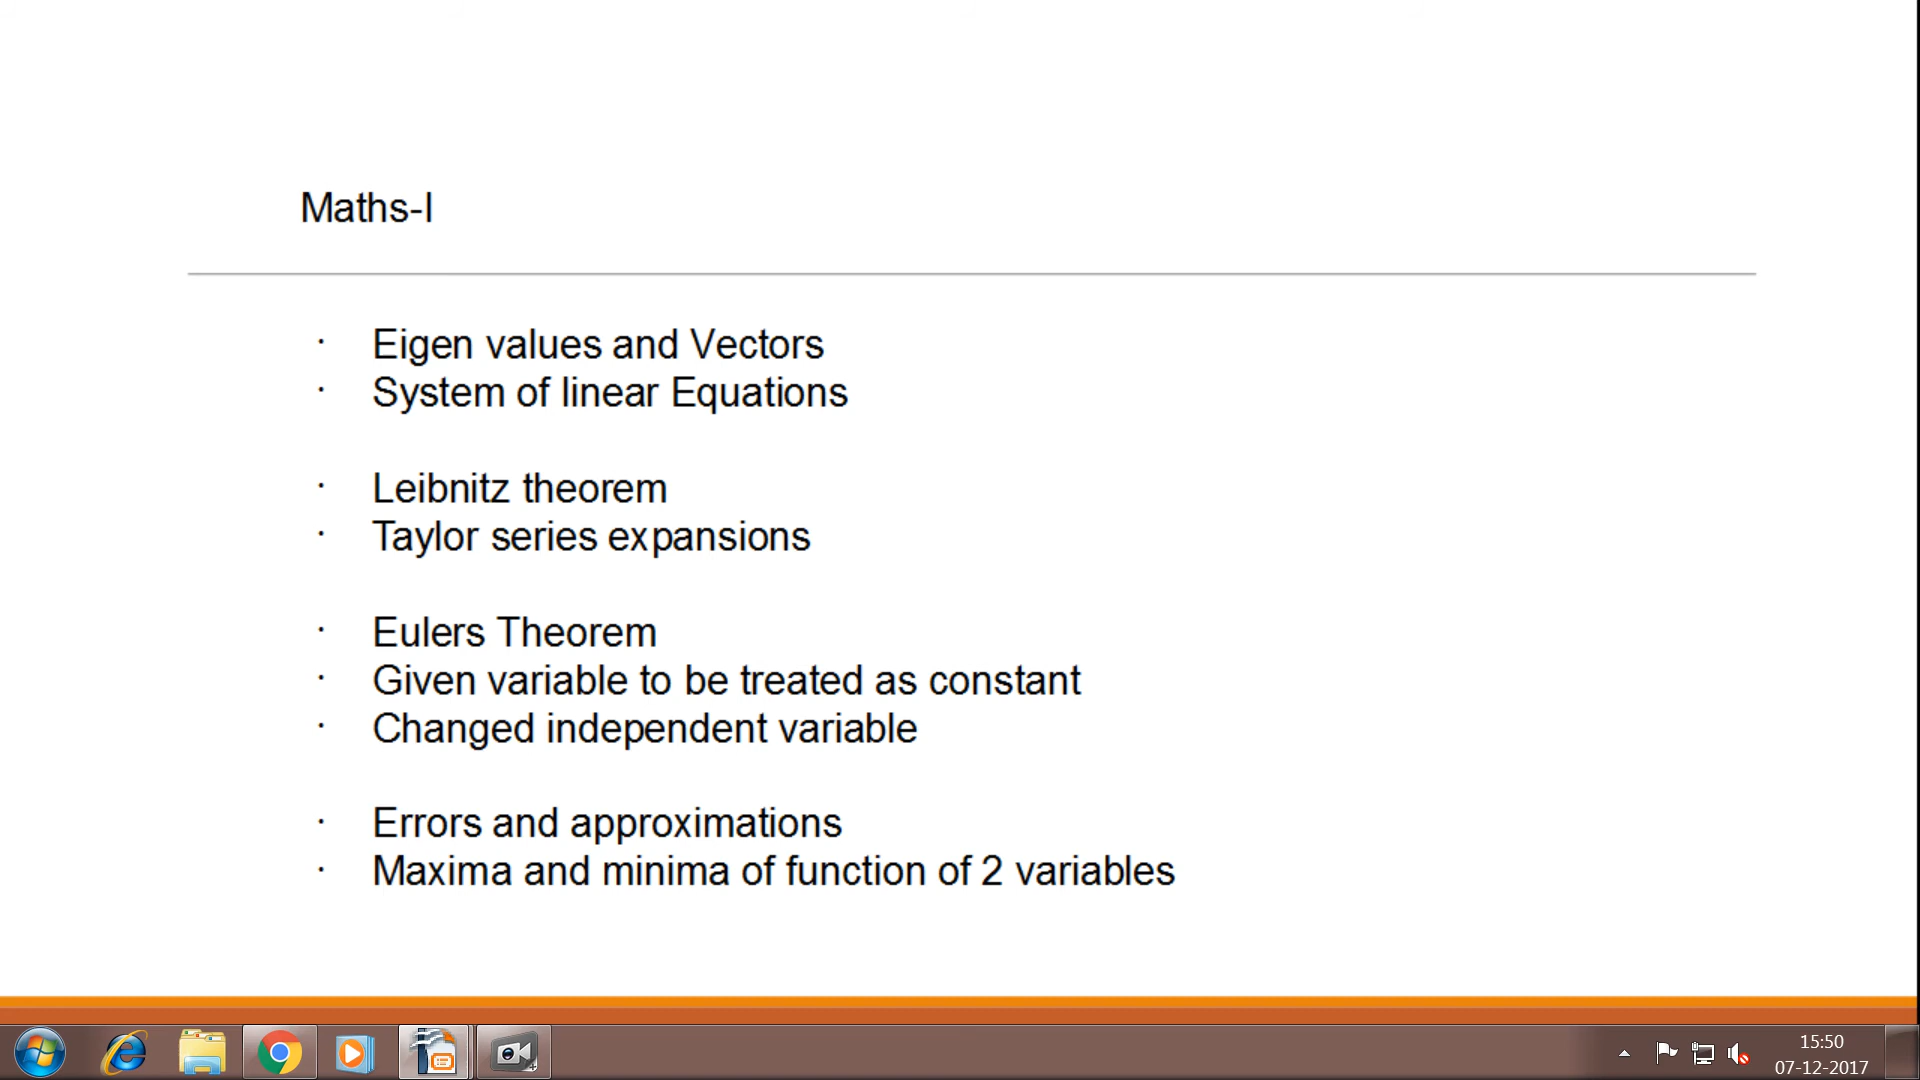 Maths-I
· Eigen values and Vectors
· System of linear Equations
· Leibnitz theorem
· Taylor series expansions
· Eulers Theorem
· Given variable to be treated as constant
· Changed independent variable
· Errors and approximations
· Maxima and minima of function of 2 variables
15:50
07-12-2017